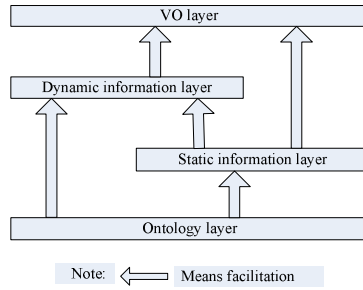 VO layer
Dynamic information layer
Static information layer
Ontology layer
Note: Means facilitation